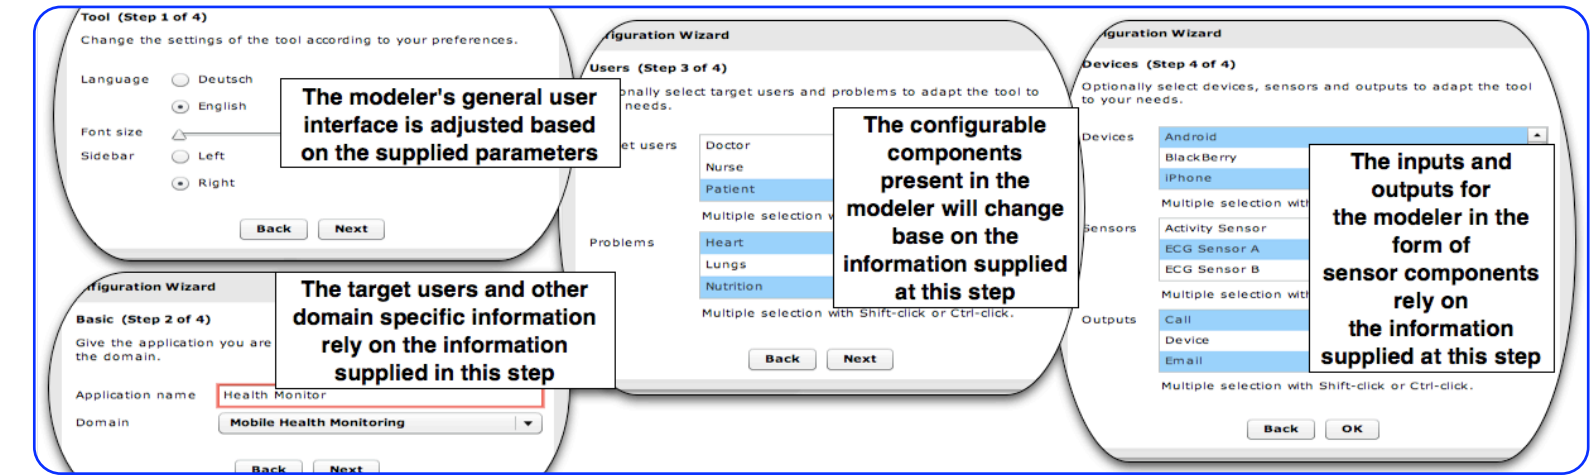 Tool (Step 1 of 4)
Change the settings of the tool according to your preferences.
Language
Deutsch
English
Font size
Sidebar
Left
Right
Back Next
The modeler's general user
interface is adjusted based
on the supplied parameters
Configuration Wizard
Basic (Step 2 of 4)
Give the application you are
the domain.
Application name Health Monitor
Domain Mobile Health Monitoring
Back Next
The target users and other
domain specific information
rely on the information
supplied in this step
figuration Wizard
Users (Step 3 of 4)
onally select target users and problems to adapt the tool to
needs.
et users
Doctor
Nurse
Patient
Multiple selection
Problems
Heart
Lungs
Nutrition
Multiple selection with Shift-click or Ctrl-click.
Back Next
The configurable
components
present in the
modeler will change
base on the
information supplied
at this step
guration Wizard
Devices (Step 4 of 4)
Optionally select devices, sensors and outputs to adapt the tool
to your needs.
Devices
Android
BlackBerry
iPhone
Multiple selection with
Sensors
Activity Sensor
ECG Sensor A
ECG Sensor B
Multiple selection with
Outputs
Call
Device
Email
Multiple selection with Shift-click or Ctrl-click.
Back OK
The inputs and
outputs for
the modeler in the
form of
sensor components
rely on
the information
supplied at this step